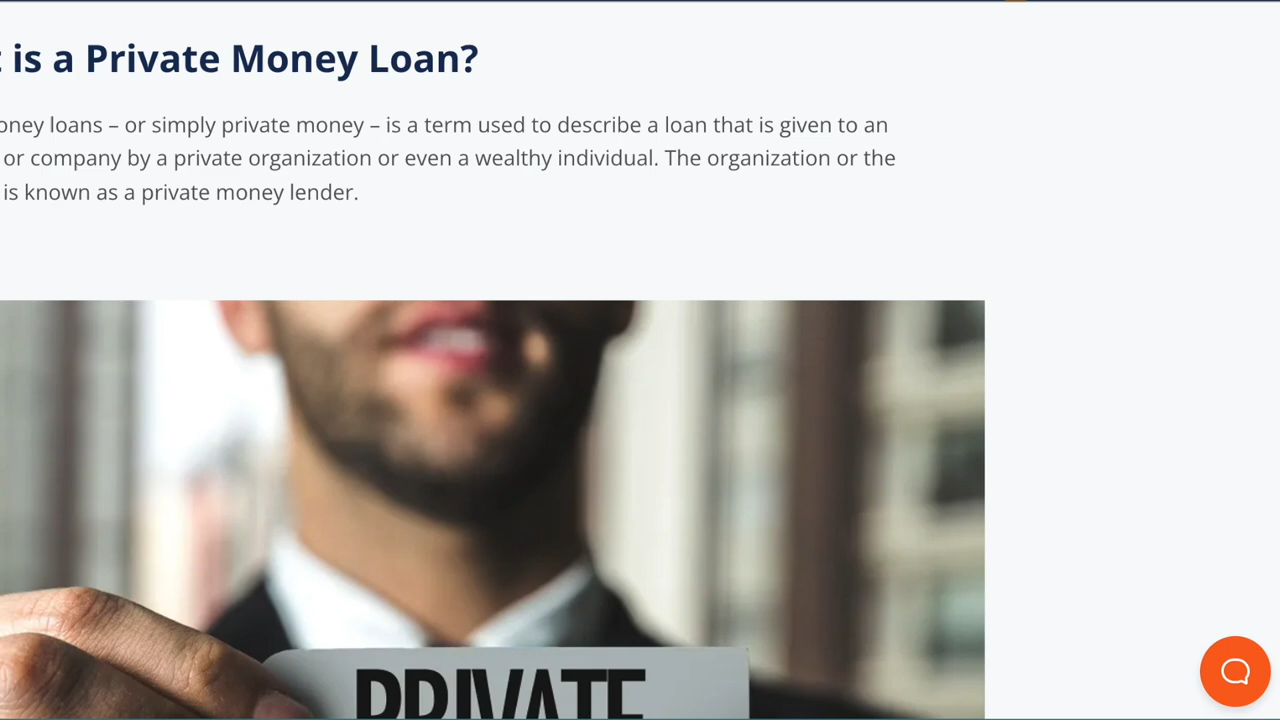 is a Private Money Loan?
oney loans – or simply private money – is a term used to describe a loan that is given to an
or company by a private organization or even a wealthy individual. The organization or the
is known as a private money lender.
PRIVATE